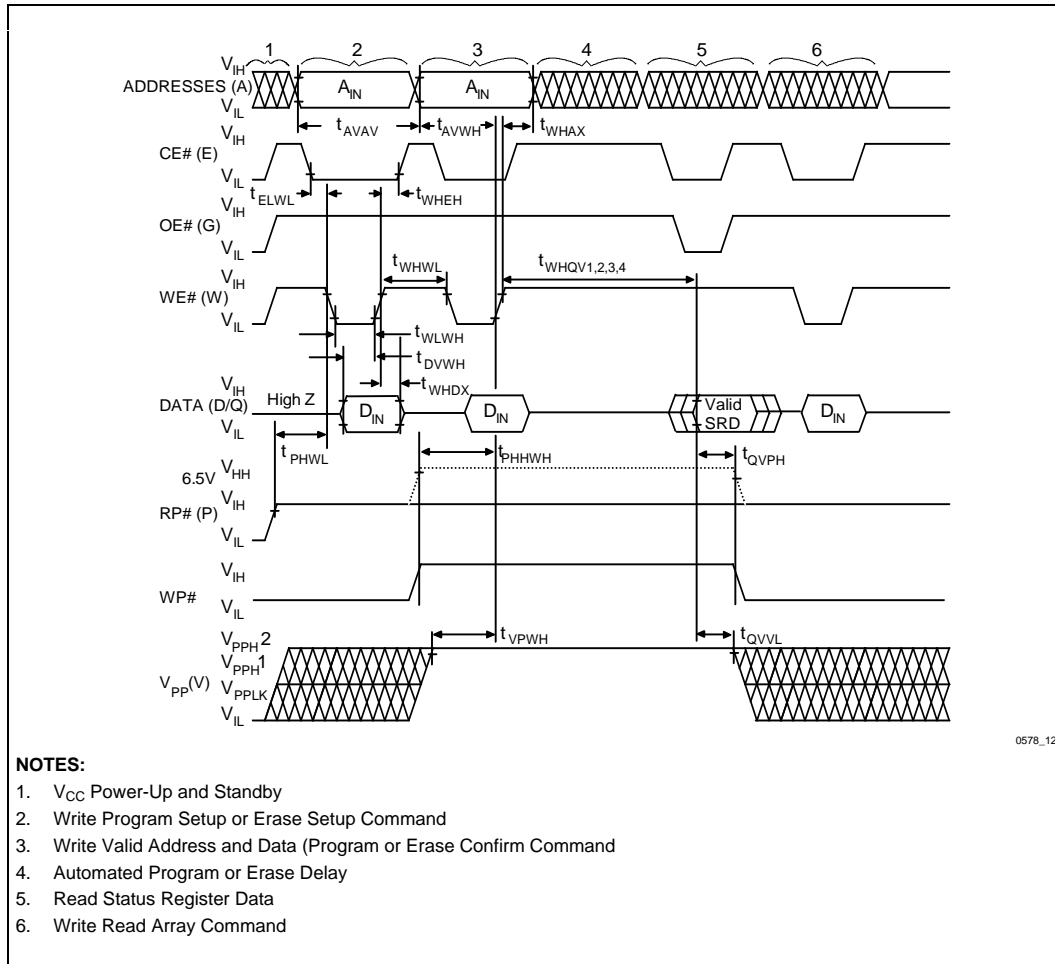 1 2 3 4 5 6
V_IH
ADDRESSES (A)
A_IN A_IN
V_IL
t_AVAV t_AVWH t_WHAX
V_IH
CE# (E)
V_IL
t_ELWL t_WHEH
V_IH
OE# (G)
V_IL
t_WHWL t_WHQV1,2,3,4
V_IH
WE# (W)
V_IL
t_WLWH
t_DVWH
t_WHDX
V_IH
DATA (D/Q) High Z D_IN D_IN Valid SRD D_IN
V_IL
t_PHWL t_PHHWH t_QVPH
6.5V V_HH
V_IH
RP# (P)
V_IL
V_IH
WP#
V_IL
t_VPWH t_QVVL
V_PPH 2
V_PPH 1
V_PP (V) V_PPLK
V_IL
0578_12
NOTES:
1. V_CC Power-Up and Standby
2. Write Program Setup or Erase Setup Command
3. Write Valid Address and Data (Program or Erase Confirm Command
4. Automated Program or Erase Delay
5. Read Status Register Data
6. Write Read Array Command